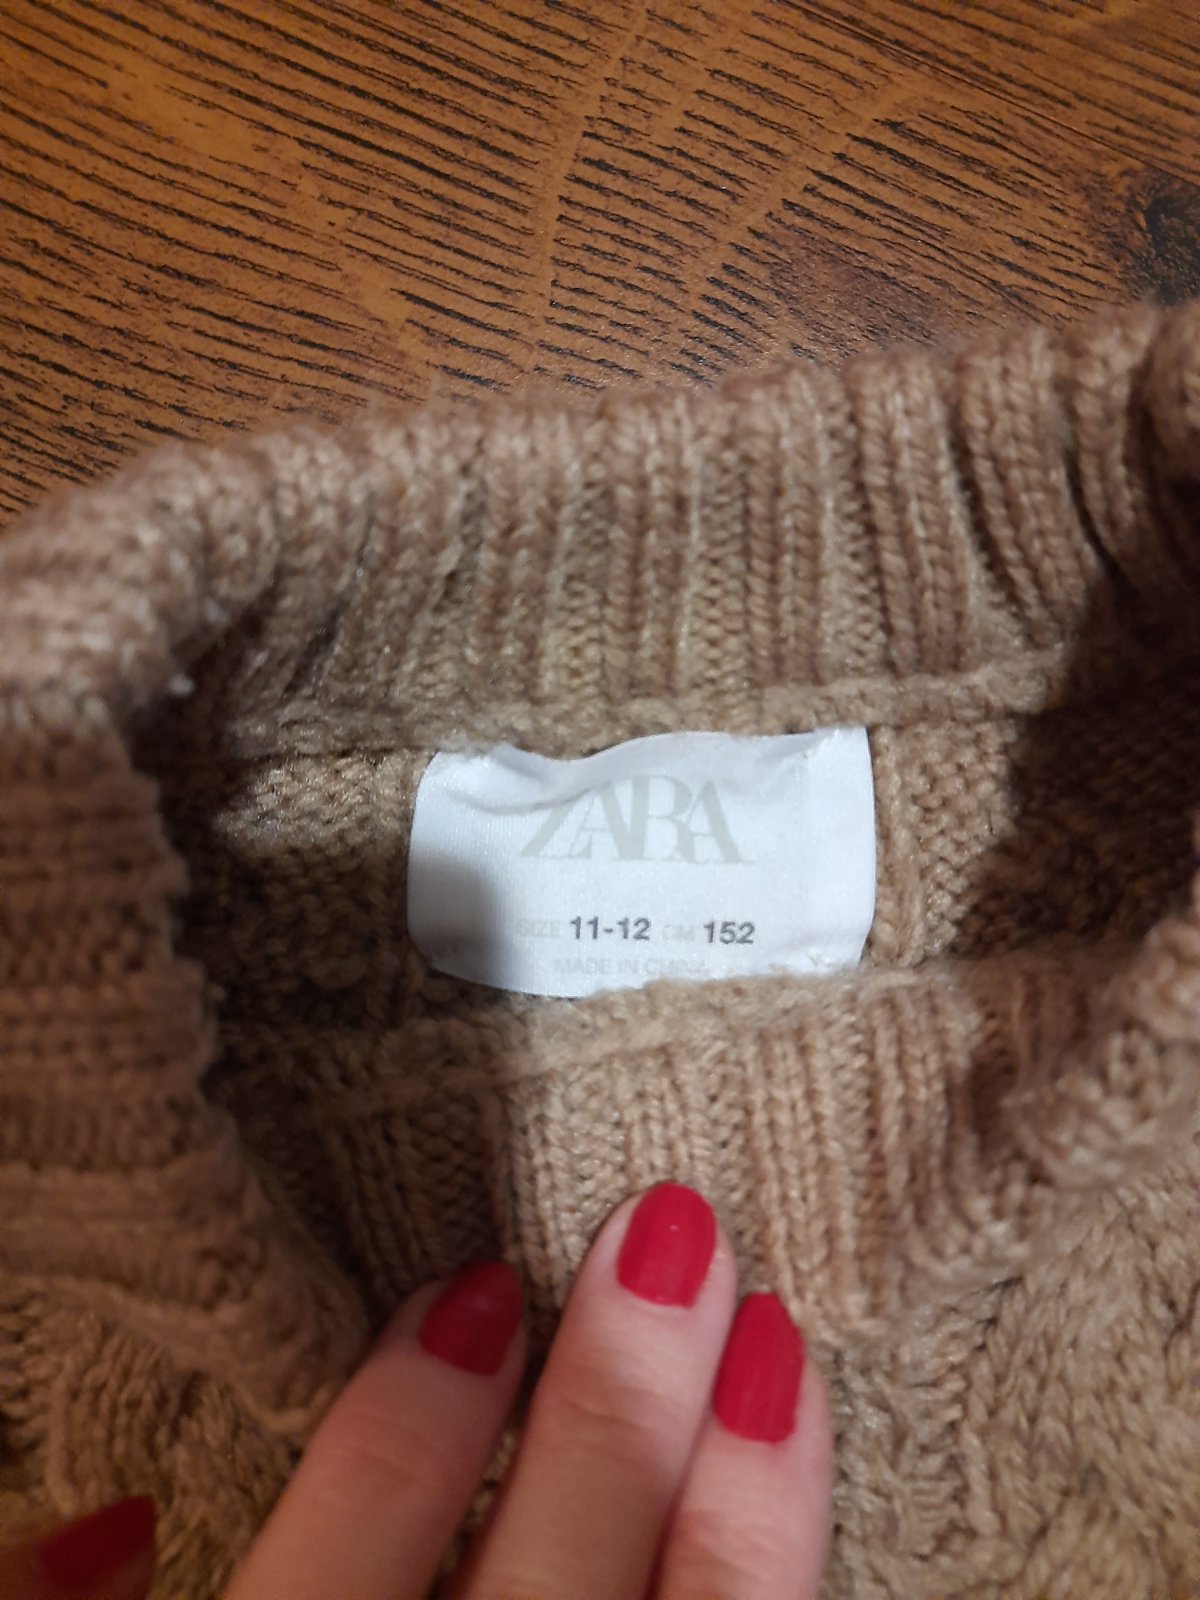 ZARA
SIZE 11-12 CM 152
MADE IN CHINA